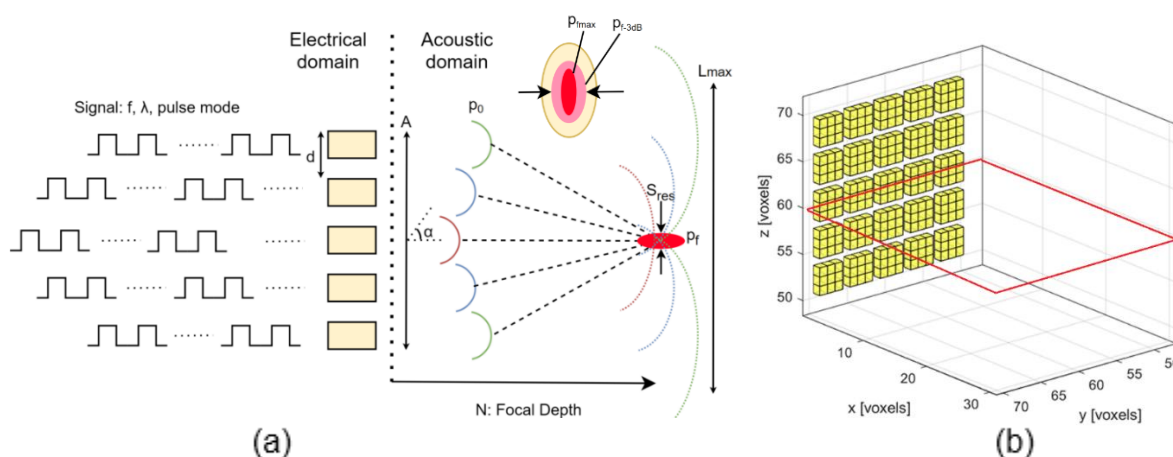 Electrical
domain
Acoustic
domain
Signal: f, λ, pulse mode
d
A
p0
α
pfmax
pf-3dB
Lmax
Sres
pf
N: Focal Depth
(a)
z [voxels]
70
65
60
55
50
x [voxels]
10
20
30
y [voxels]
70
65
60
55
50
(b)